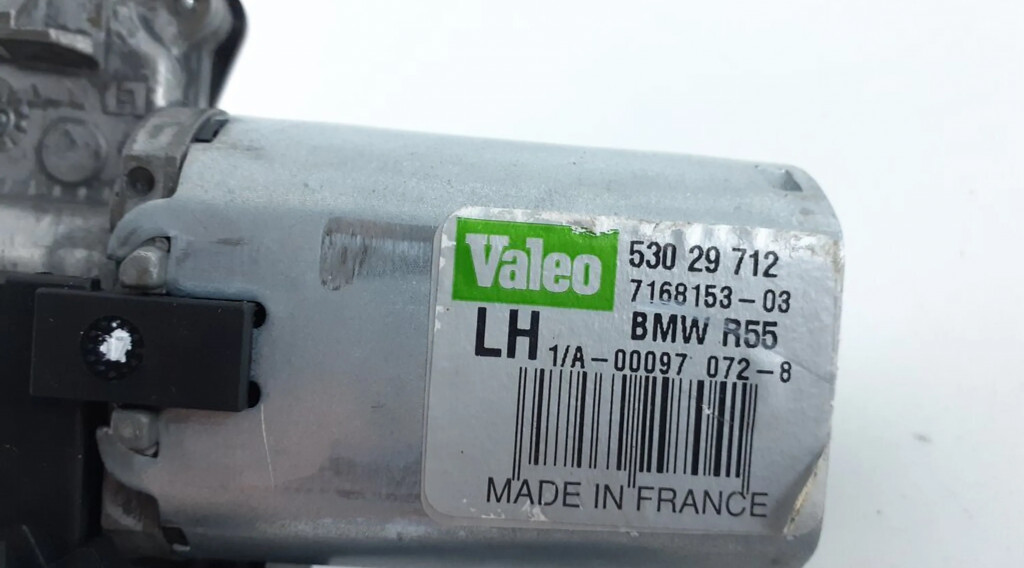 Valeo
530 29 712
7168153-03
LH
BMW R55
1/A-00097 072-8
MADE IN FRANCE